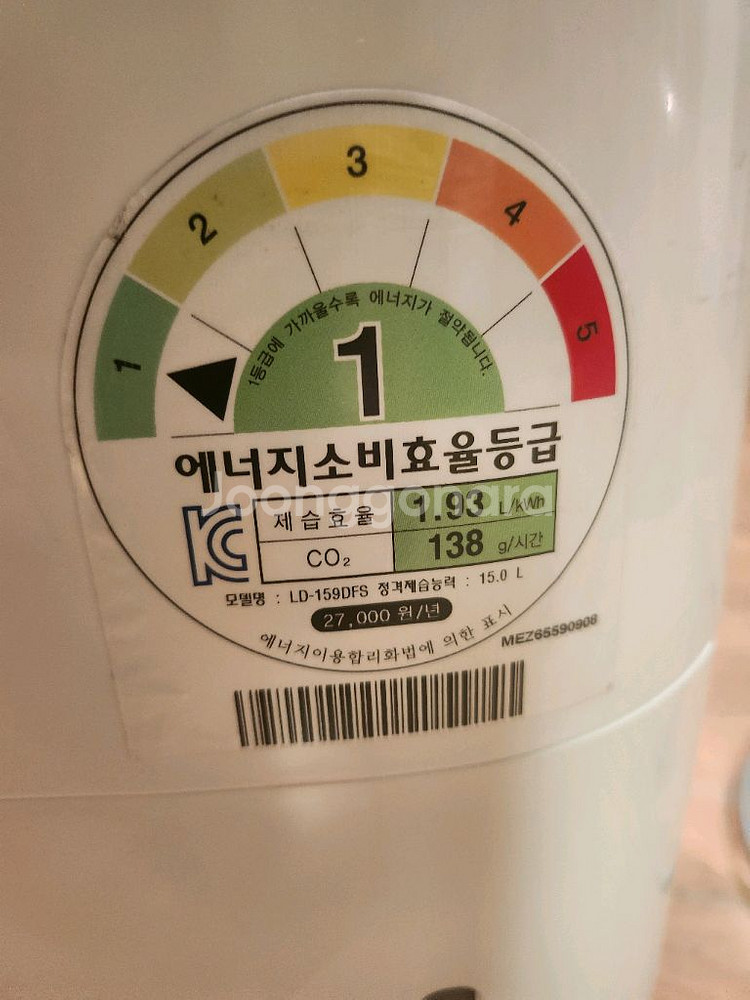 1
2
3
4
5
1등급에 가까울수록 에너지가 절약됩니다.
1
에너지소비효율등급
KC
제습효율 1.93 L/kWh
CO₂ 138 g/시간
Joonggonara
모델명 : LD-159DFS 정격제습능력 : 15.0 L
27,000 원/년
에너지이용합리화법에 의한 표시
MEZ65590908